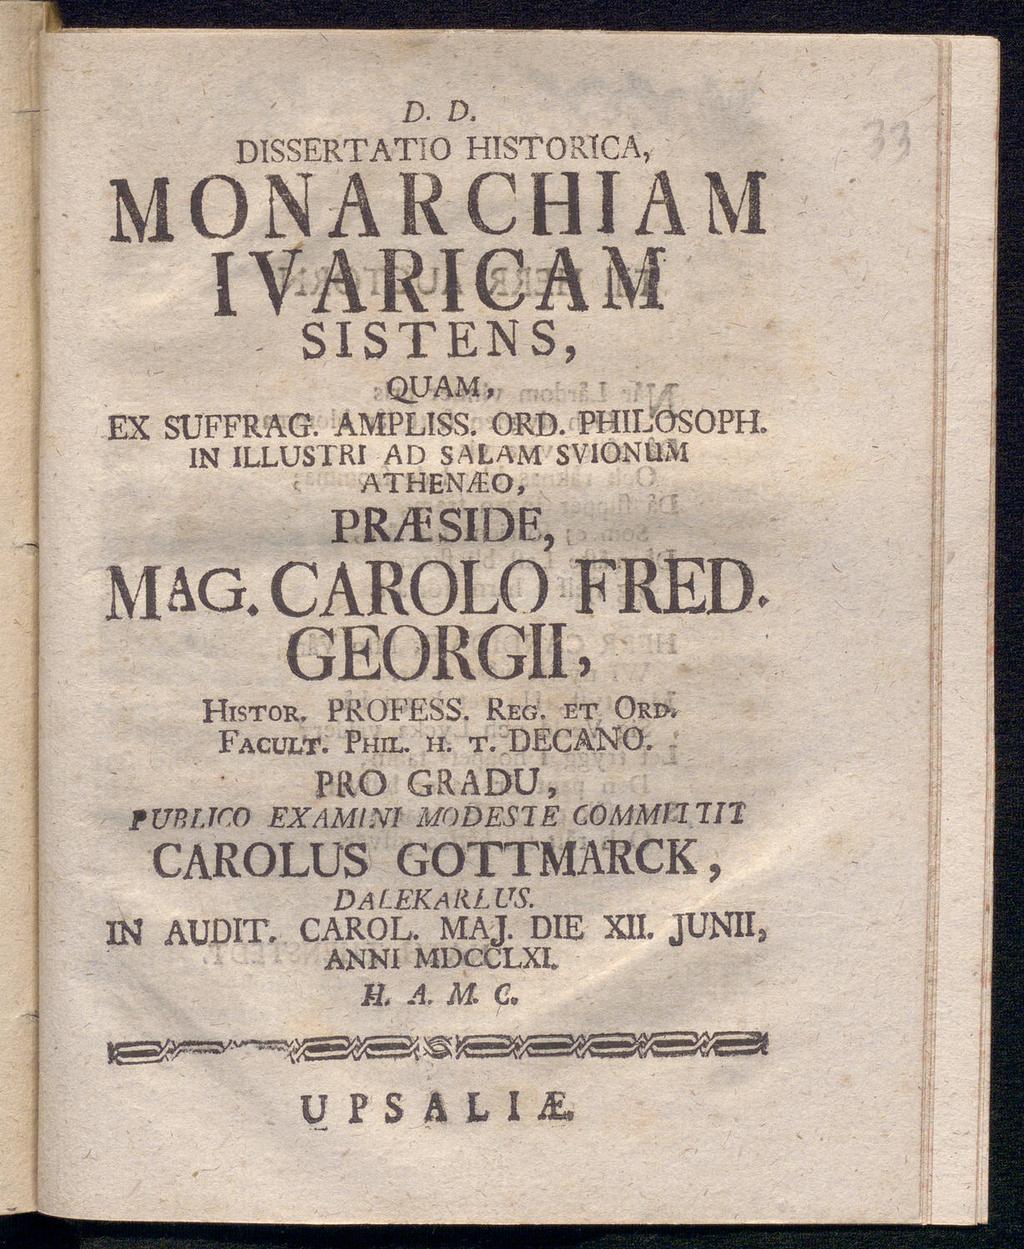 D. D.
33
DISSERTATIO HISTORICA,
MONARCHIAM
IVARICAM
SISTENS,
QUAM,
EX SUFFRAG. AMPLISS. ORD. PHILOSOPH.
IN ILLUSTRI AD SALAM SVIONUM
ATHENÆO,
PRÆSIDE,
MAG. CAROLO FRED.
GEORGII,
HISTOR. PROFESS. REG. ET ORD.
FACULT. PHIL. H. T. DECANO.
PRO GRADU,
PUBLICO EXAMINI MODESTE COMMITTIT
CAROLUS GOTTMARCK,
DALEKARLUS.
IN AUDIT. CAROL. MAJ. DIE XII. JUNII,
ANNI MDCCLXI.
H. A. M. C.
UPSALIÆ.